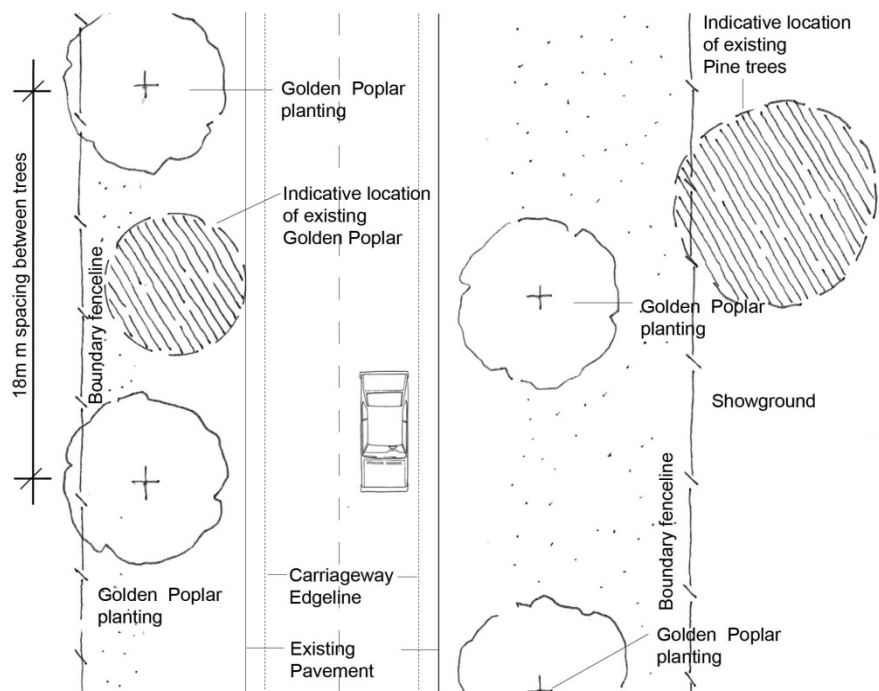 Indicative location
of existing
Pine trees
Golden Poplar
planting
18m m spacing between trees
Indicative location
of existing
Golden Poplar
Boundary fenceline
Golden Poplar
planting
Showground
Boundary fenceline
Carriageway
Edgeline
Golden Poplar
planting
Golden Poplar
planting
Existing
Pavement